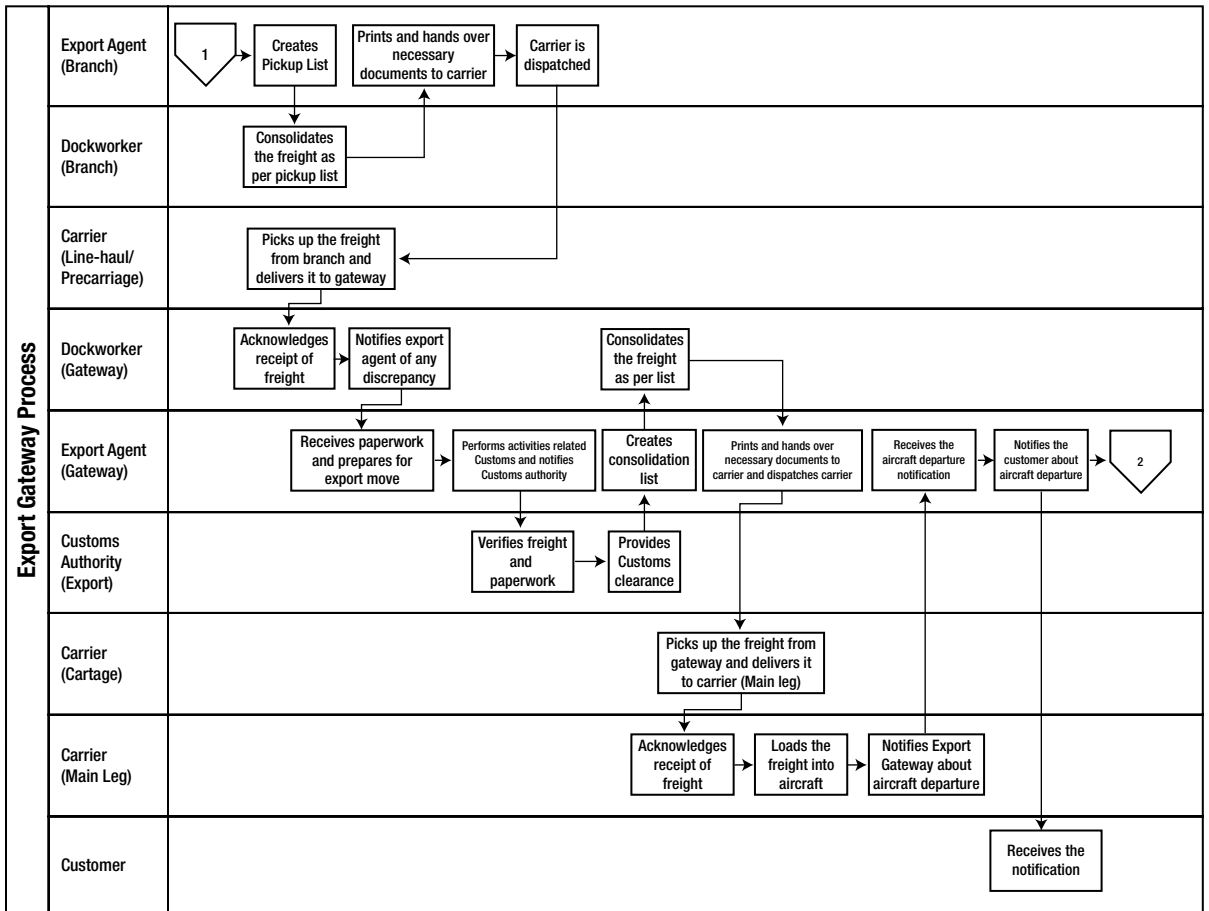 Export Gateway Process
Export Agent
(Branch)
1
Creates
Pickup List
Prints and hands over
necessary
documents to carrier
Carrier is
dispatched
Dockworker
(Branch)
Consolidates
the freight as
per pickup list
Carrier
(Line-haul/
Precarriage)
Picks up the freight
from branch and
delivers it to gateway
Dockworker
(Gateway)
Acknowledges
receipt of
freight
Notifies export
agent of any
discrepancy
Consolidates
the freight
as per list
Export Agent
(Gateway)
Receives paperwork
and prepares for
export move
Performs activities related
Customs and notifies
Customs authority
Creates
consolidation
list
Prints and hands over
necessary documents to
carrier and dispatches carrier
Receives the
aircraft departure
notification
Notifies the
customer about
aircraft departure
2
Customs
Authority
(Export)
Verifies freight
and
paperwork
Provides
Customs
clearance
Carrier
(Cartage)
Picks up the freight from
gateway and delivers it
to carrier (Main leg)
Carrier
(Main Leg)
Acknowledges
receipt of
freight
Loads the
freight into
aircraft
Notifies Export
Gateway about
aircraft departure
Customer
Receives the
notification